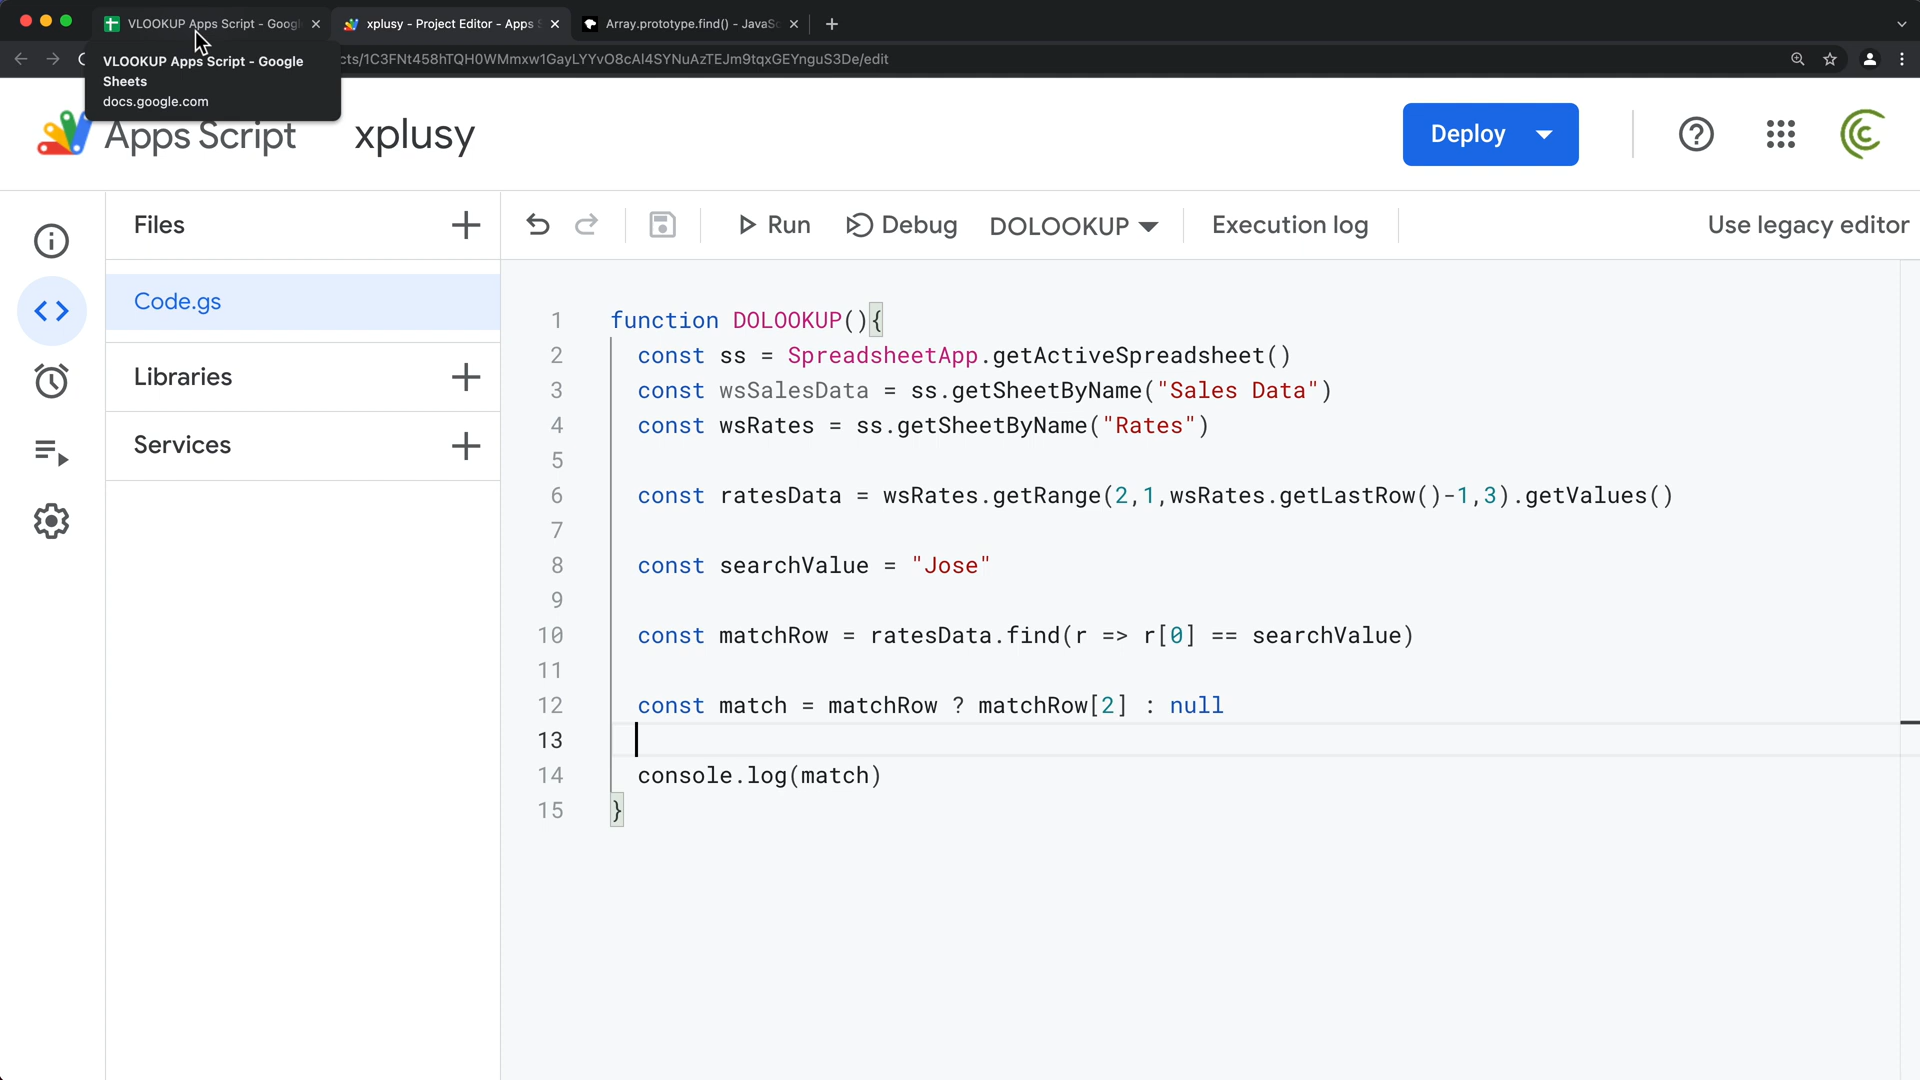 VLOOKUP Apps Script - Googl
xplusy - Project Editor - Apps S
Array.prototype.find() - JavaSc
cts/1C3FNt458hTQH0WMmxw1GayLYYvO8cAl4SYNuAzTEJm9tqxGEYnguS3De/edit
VLOOKUP Apps Script - Google
Sheets
docs.google.com
Apps Script
xplusy
Deploy
Files
Run
Debug
DOLOOKUP
Execution log
Use legacy editor
Code.gs
Libraries
Services
1 function DOLOOKUP(){
2 const ss = SpreadsheetApp.getActiveSpreadsheet()
3 const wsSalesData = ss.getSheetByName("Sales Data")
4 const wsRates = ss.getSheetByName("Rates")
5
6 const ratesData = wsRates.getRange(2,1,wsRates.getLastRow()-1,3).getValues()
7
8 const searchValue = "Jose"
9
10 const matchRow = ratesData.find(r => r[0] == searchValue)
11
12 const match = matchRow ? matchRow[2] : null
13
14 console.log(match)
15 }